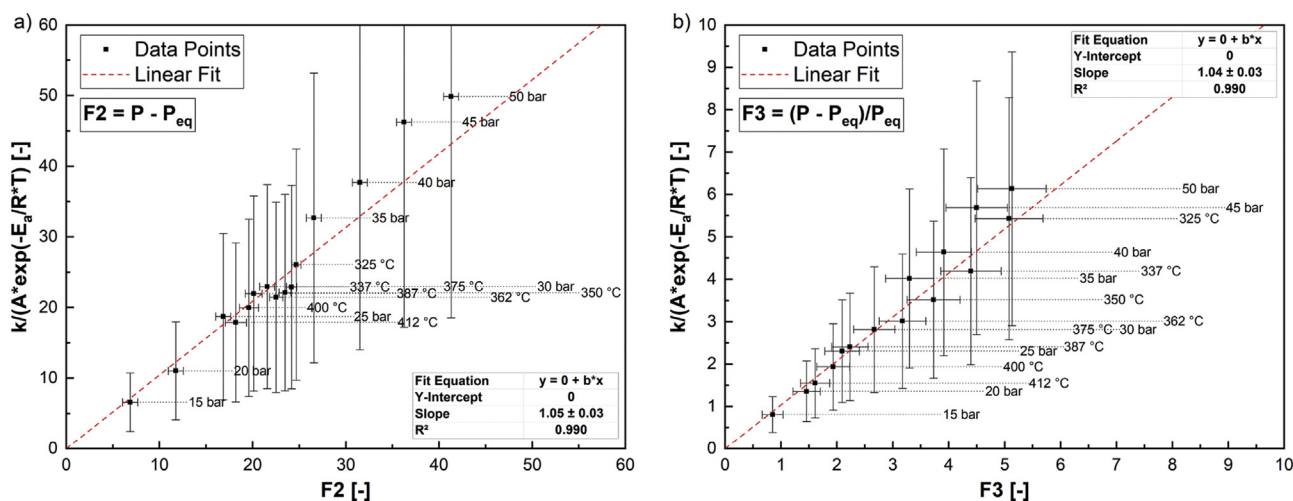 a)
Data Points
Linear Fit
F2 = P - Peq
k/(A*exp(-Ea/R*T) [-]
60
50
40
30
20
10
0
50 bar
45 bar
40 bar
35 bar
325 °C
337 °C 375 °C 30 bar
387 °C 362 °C 350 °C
400 °C
25 bar
412 °C
20 bar
15 bar
Fit Equation y = 0 + b*x
Y-Intercept 0
Slope 1.05 ± 0.03
R² 0.990
0 10 20 30 40 50 60
F2 [-]
b)
Data Points
Linear Fit
F3 = (P - Peq)/Peq
Fit Equation y = 0 + b*x
Y-Intercept 0
Slope 1.04 ± 0.03
R² 0.990
k/(A*exp(-Ea/R*T) [-]
10
9
8
7
6
5
4
3
2
1
0
50 bar
45 bar
325 °C
40 bar
337 °C
35 bar
350 °C
362 °C
375 °C 30 bar
387 °C
25 bar
400 °C
412 °C
20 bar
15 bar
0 1 2 3 4 5 6 7 8 9 10
F3 [-]